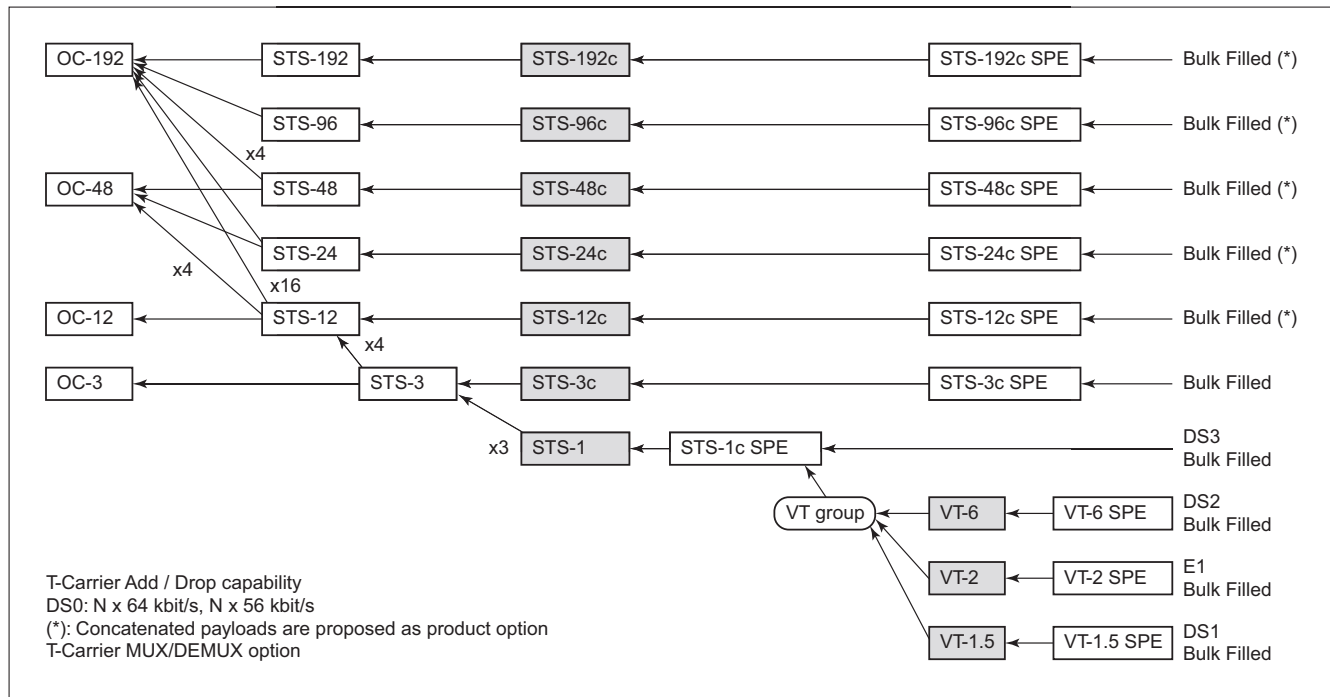 OC-192 STS-192 STS-192c STS-192c SPE Bulk Filled (*)
STS-96 STS-96c STS-96c SPE Bulk Filled (*)
x4
OC-48 STS-48 STS-48c STS-48c SPE Bulk Filled (*)
STS-24 STS-24c STS-24c SPE Bulk Filled (*)
x4 x16
OC-12 STS-12 STS-12c STS-12c SPE Bulk Filled (*)
x4
OC-3 STS-3 STS-3c STS-3c SPE Bulk Filled
x3 STS-1 STS-1c SPE DS3
Bulk Filled
VT group VT-6 VT-6 SPE DS2
Bulk Filled
VT-2 VT-2 SPE E1
Bulk Filled
VT-1.5 VT-1.5 SPE DS1
Bulk Filled
T-Carrier Add / Drop capability
DS0: N x 64 kbit/s, N x 56 kbit/s
(*): Concatenated payloads are proposed as product option
T-Carrier MUX/DEMUX option